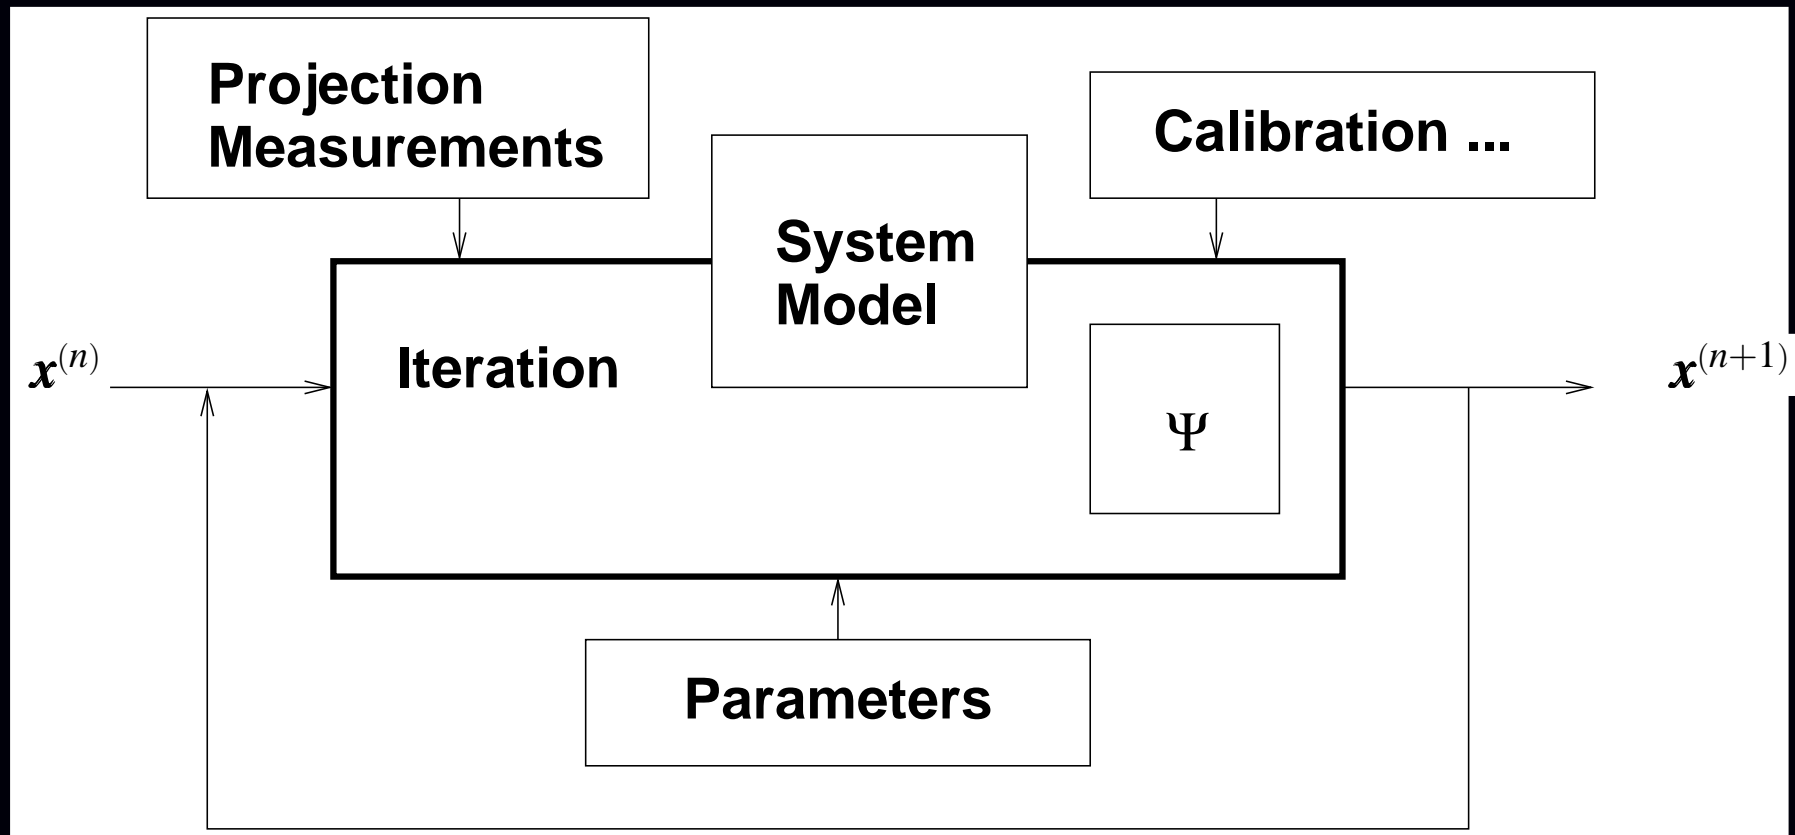 Projection
Measurements
Calibration ...
System
Model
Iteration
x^(n)
x^(n+1)
Ψ
Parameters